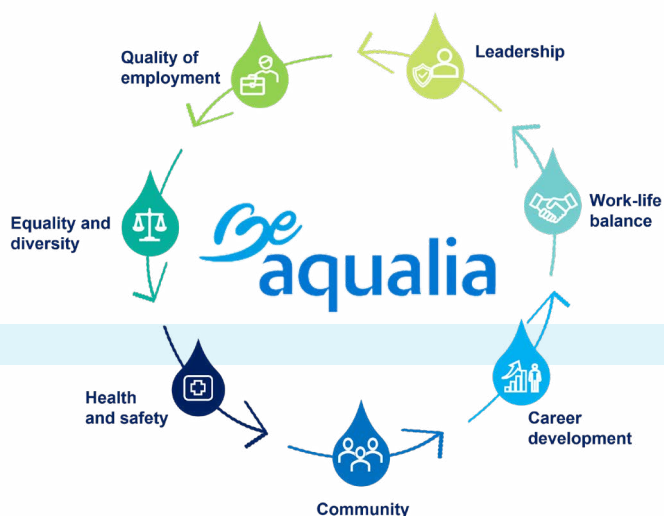 Quality of
employment
Leadership
Work-life
balance
Equality and
diversity
Be
aqualia
Health
and safety
Career
development
Community